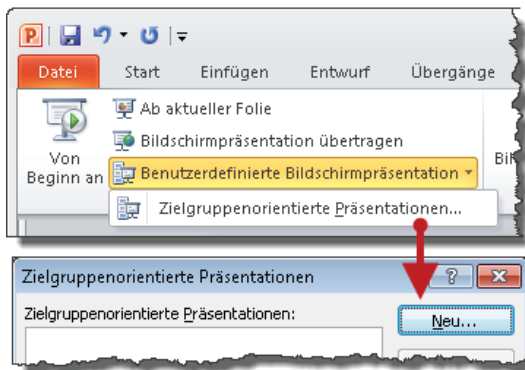 P
Datei Start Einfügen Entwurf Übergänge
Ab aktueller Folie
Bildschirmpräsentation übertragen
Von
Beginn an
Benutzerdefinierte Bildschirmpräsentation
Zielgruppenorientierte Präsentationen...
Zielgruppenorientierte Präsentationen
?
Zielgruppenorientierte Präsentationen:
Neu...